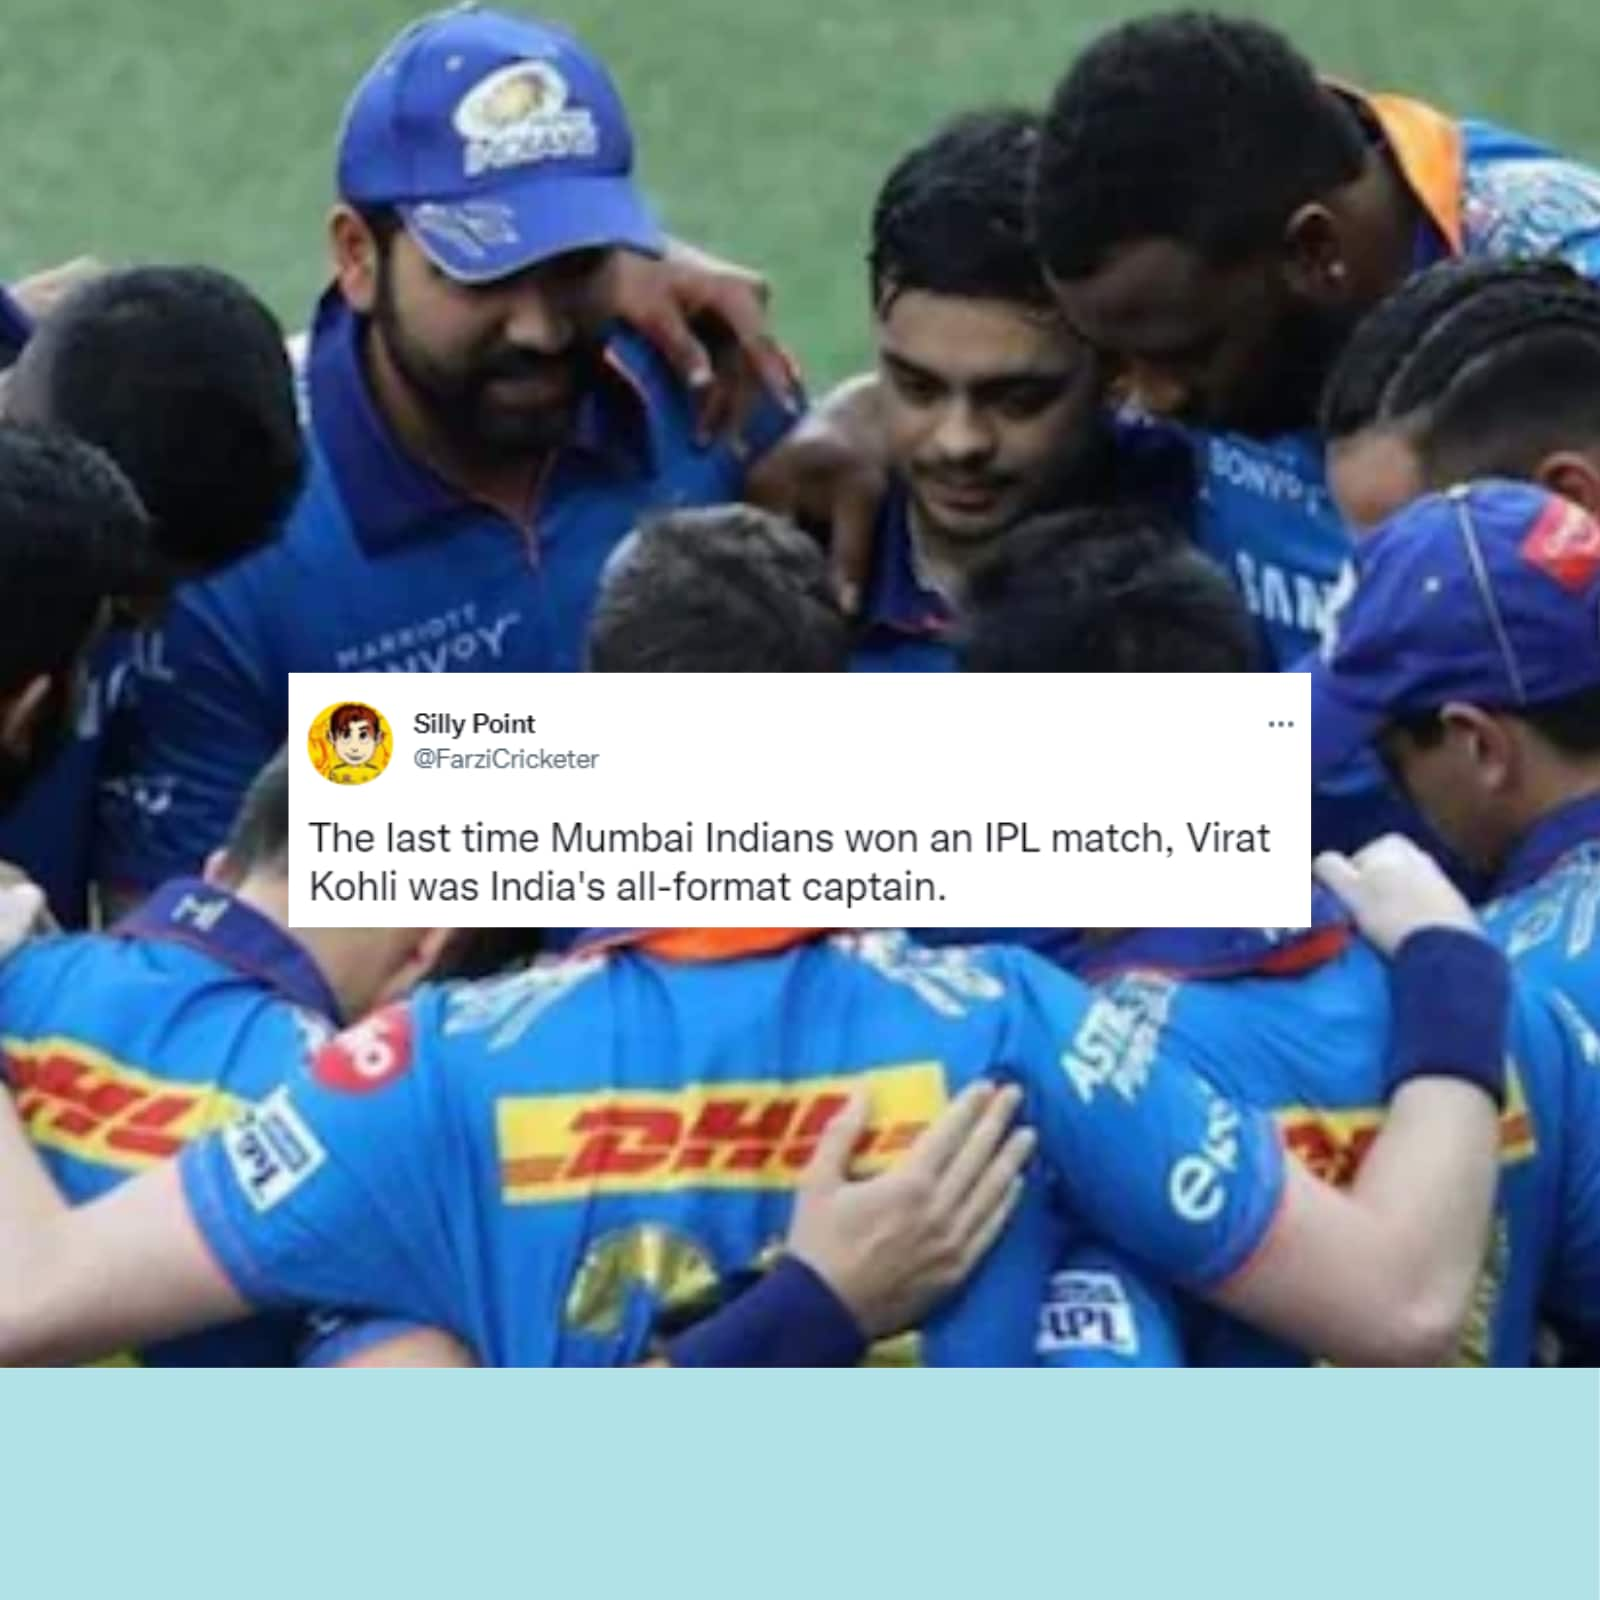 MARRIOTT
Silly Point
@FarziCricketer
The last time Mumbai Indians won an IPL match, Virat
Kohli was India's all-format captain.
DHL
IPL